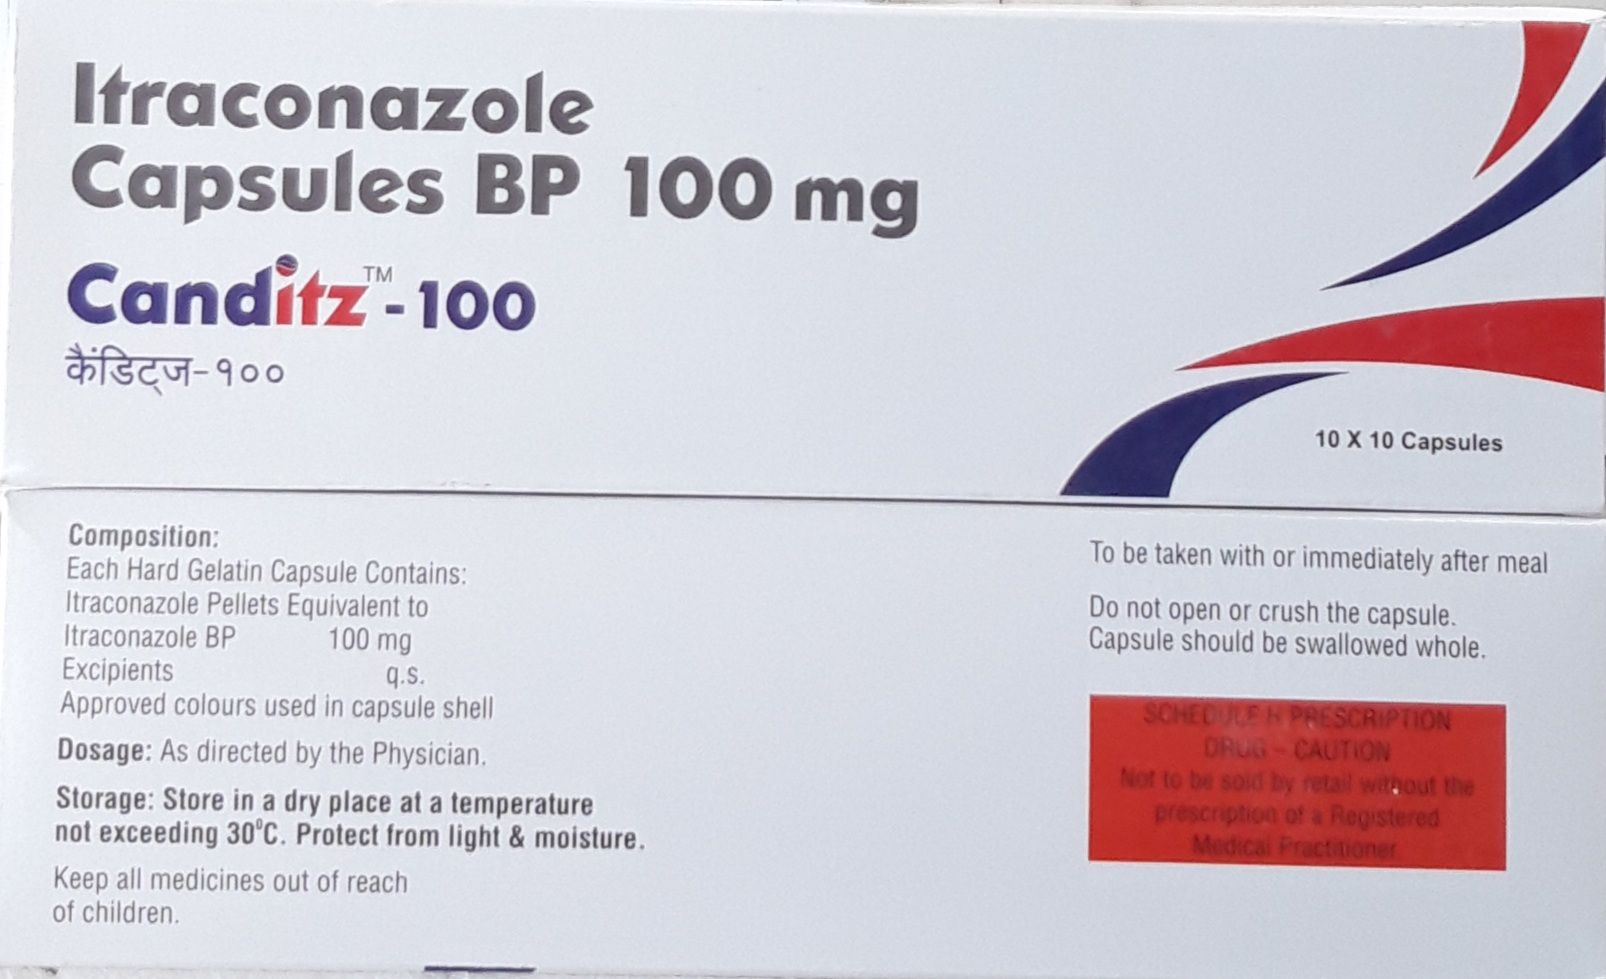 Itraconazole
Capsules BP 100 mg
Canditz™-100
कैंडिट्ज-१००
10 X 10 Capsules
Composition:
Each Hard Gelatin Capsule Contains:
Itraconazole Pellets Equivalent to
Itraconazole BP 100 mg
Excipients q.s.
Approved colours used in capsule shell
Dosage: As directed by the Physician.
Storage: Store in a dry place at a temperature
not exceeding 30⁰C. Protect from light & moisture.
Keep all medicines out of reach
of children.
To be taken with or immediately after meal
Do not open or crush the capsule.
Capsule should be swallowed whole.
SCHEDULE H PRESCRIPTION
DRUG - CAUTION
Not to be sold by retail without the
prescription of a Registered
Medical Practitioner